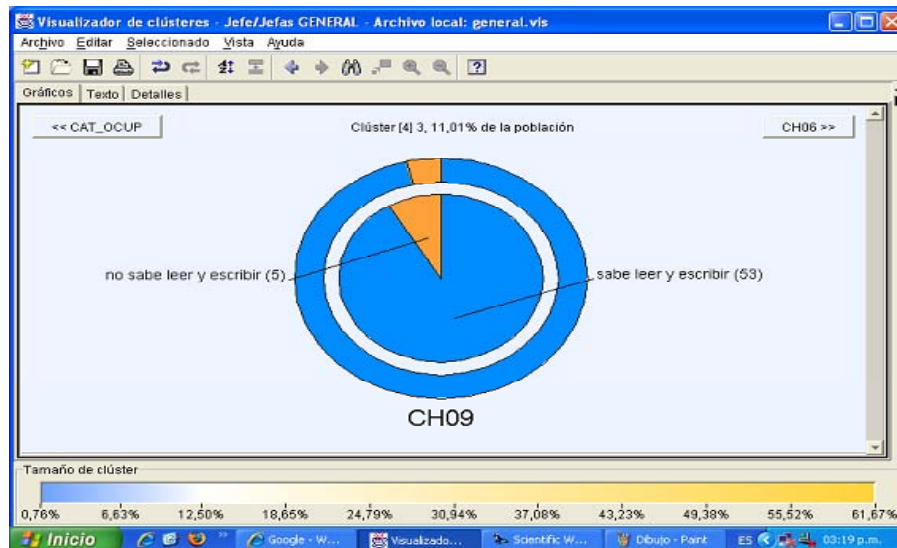 Visualizador de clústeres - Jefe/Jefas GENERAL - Archivo local: general.vis
Archivo Editar Seleccionado Vista Ayuda
Gráficos Texto Detalles
<< CAT_OCUP
Clúster [4] 3, 11,01% de la población
CH06 >>
no sabe leer y escribir (5)
sabe leer y escribir (53)
CH09
Tamaño de clúster
0,76% 6,63% 12,50% 18,65% 24,79% 30,94% 37,08% 43,23% 49,38% 55,52% 61,67%
Inicio Google - W... Visualizado... Scientific W... Dibujo - Paint ES 03:19 p.m.